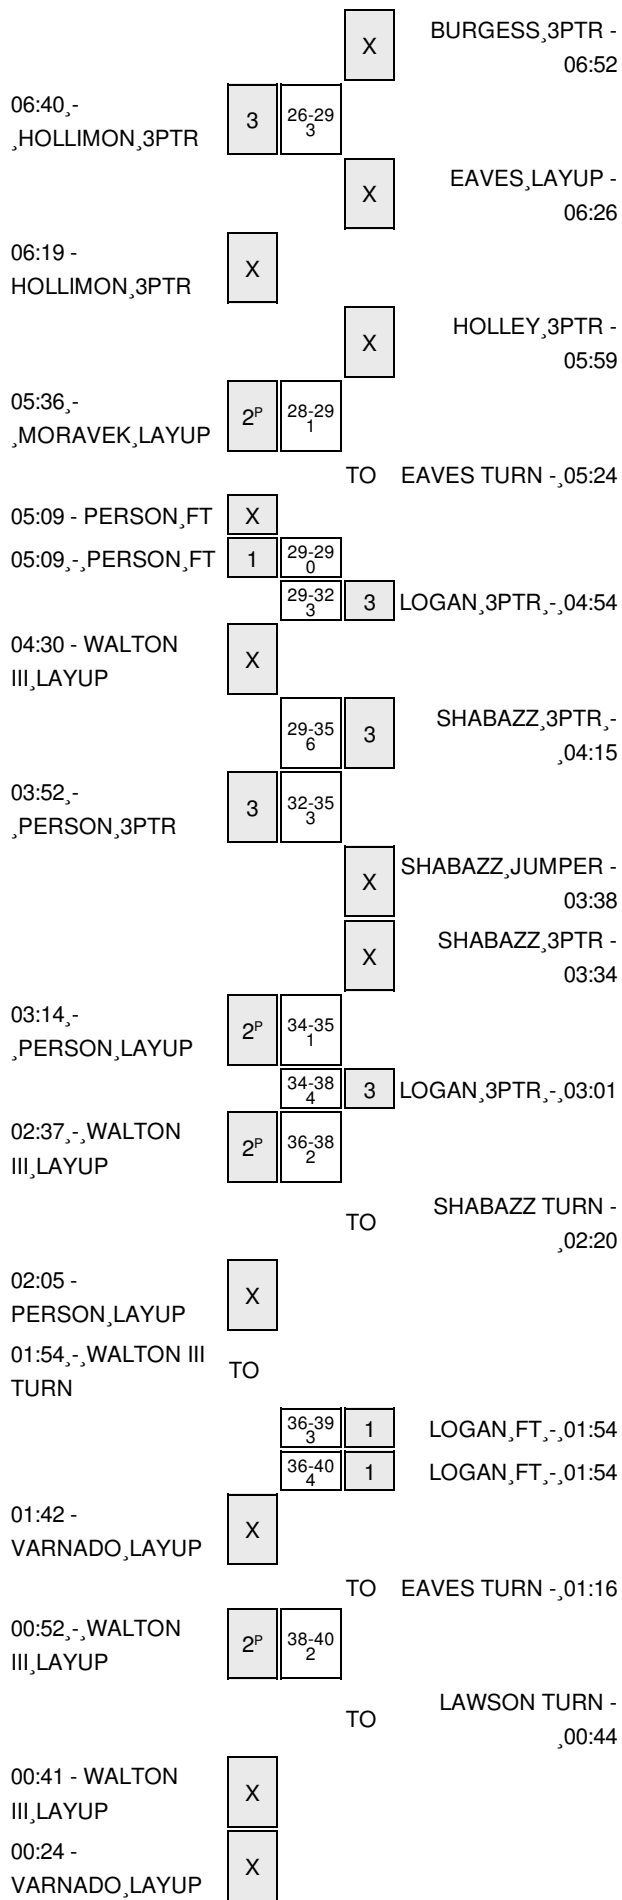 X
BURGESS¸3PTR -
06:52
06:40¸-
¸HOLLIMON¸3PTR
3
26-29
3
X
EAVES¸LAYUP -
06:26
06:19 -
HOLLIMON¸3PTR
X
X
HOLLEY¸3PTR -
05:59
05:36¸-
¸MORAVEK¸LAYUP
2P
28-29
1
TO EAVES TURN -¸05:24
05:09 - PERSON¸FT X
05:09¸-¸PERSON¸FT 1
29-29
0
29-32
3
3 LOGAN¸3PTR¸-¸04:54
04:30 - WALTON
III¸LAYUP
X
29-35
6
3
SHABAZZ¸3PTR¸-
¸04:15
03:52¸-
¸PERSON¸3PTR
3
32-35
3
X
SHABAZZ¸JUMPER -
03:38
X
SHABAZZ¸3PTR -
03:34
03:14¸-
¸PERSON¸LAYUP
2P
34-35
1
34-38
4
3 LOGAN¸3PTR¸-¸03:01
02:37¸-¸WALTON
III¸LAYUP
2P
36-38
2
TO
SHABAZZ TURN -
¸02:20
02:05 -
PERSON¸LAYUP
X
01:54¸-¸WALTON III
TURN
TO
36-39
3
1 LOGAN¸FT¸-¸01:54
36-40
4
1 LOGAN¸FT¸-¸01:54
01:42 -
VARNADO¸LAYUP
X
TO EAVES TURN -¸01:16
00:52¸-¸WALTON
III¸LAYUP
2P
38-40
2
TO
LAWSON TURN -
¸00:44
00:41 - WALTON
III¸LAYUP
X
00:24 -
VARNADO¸LAYUP
X